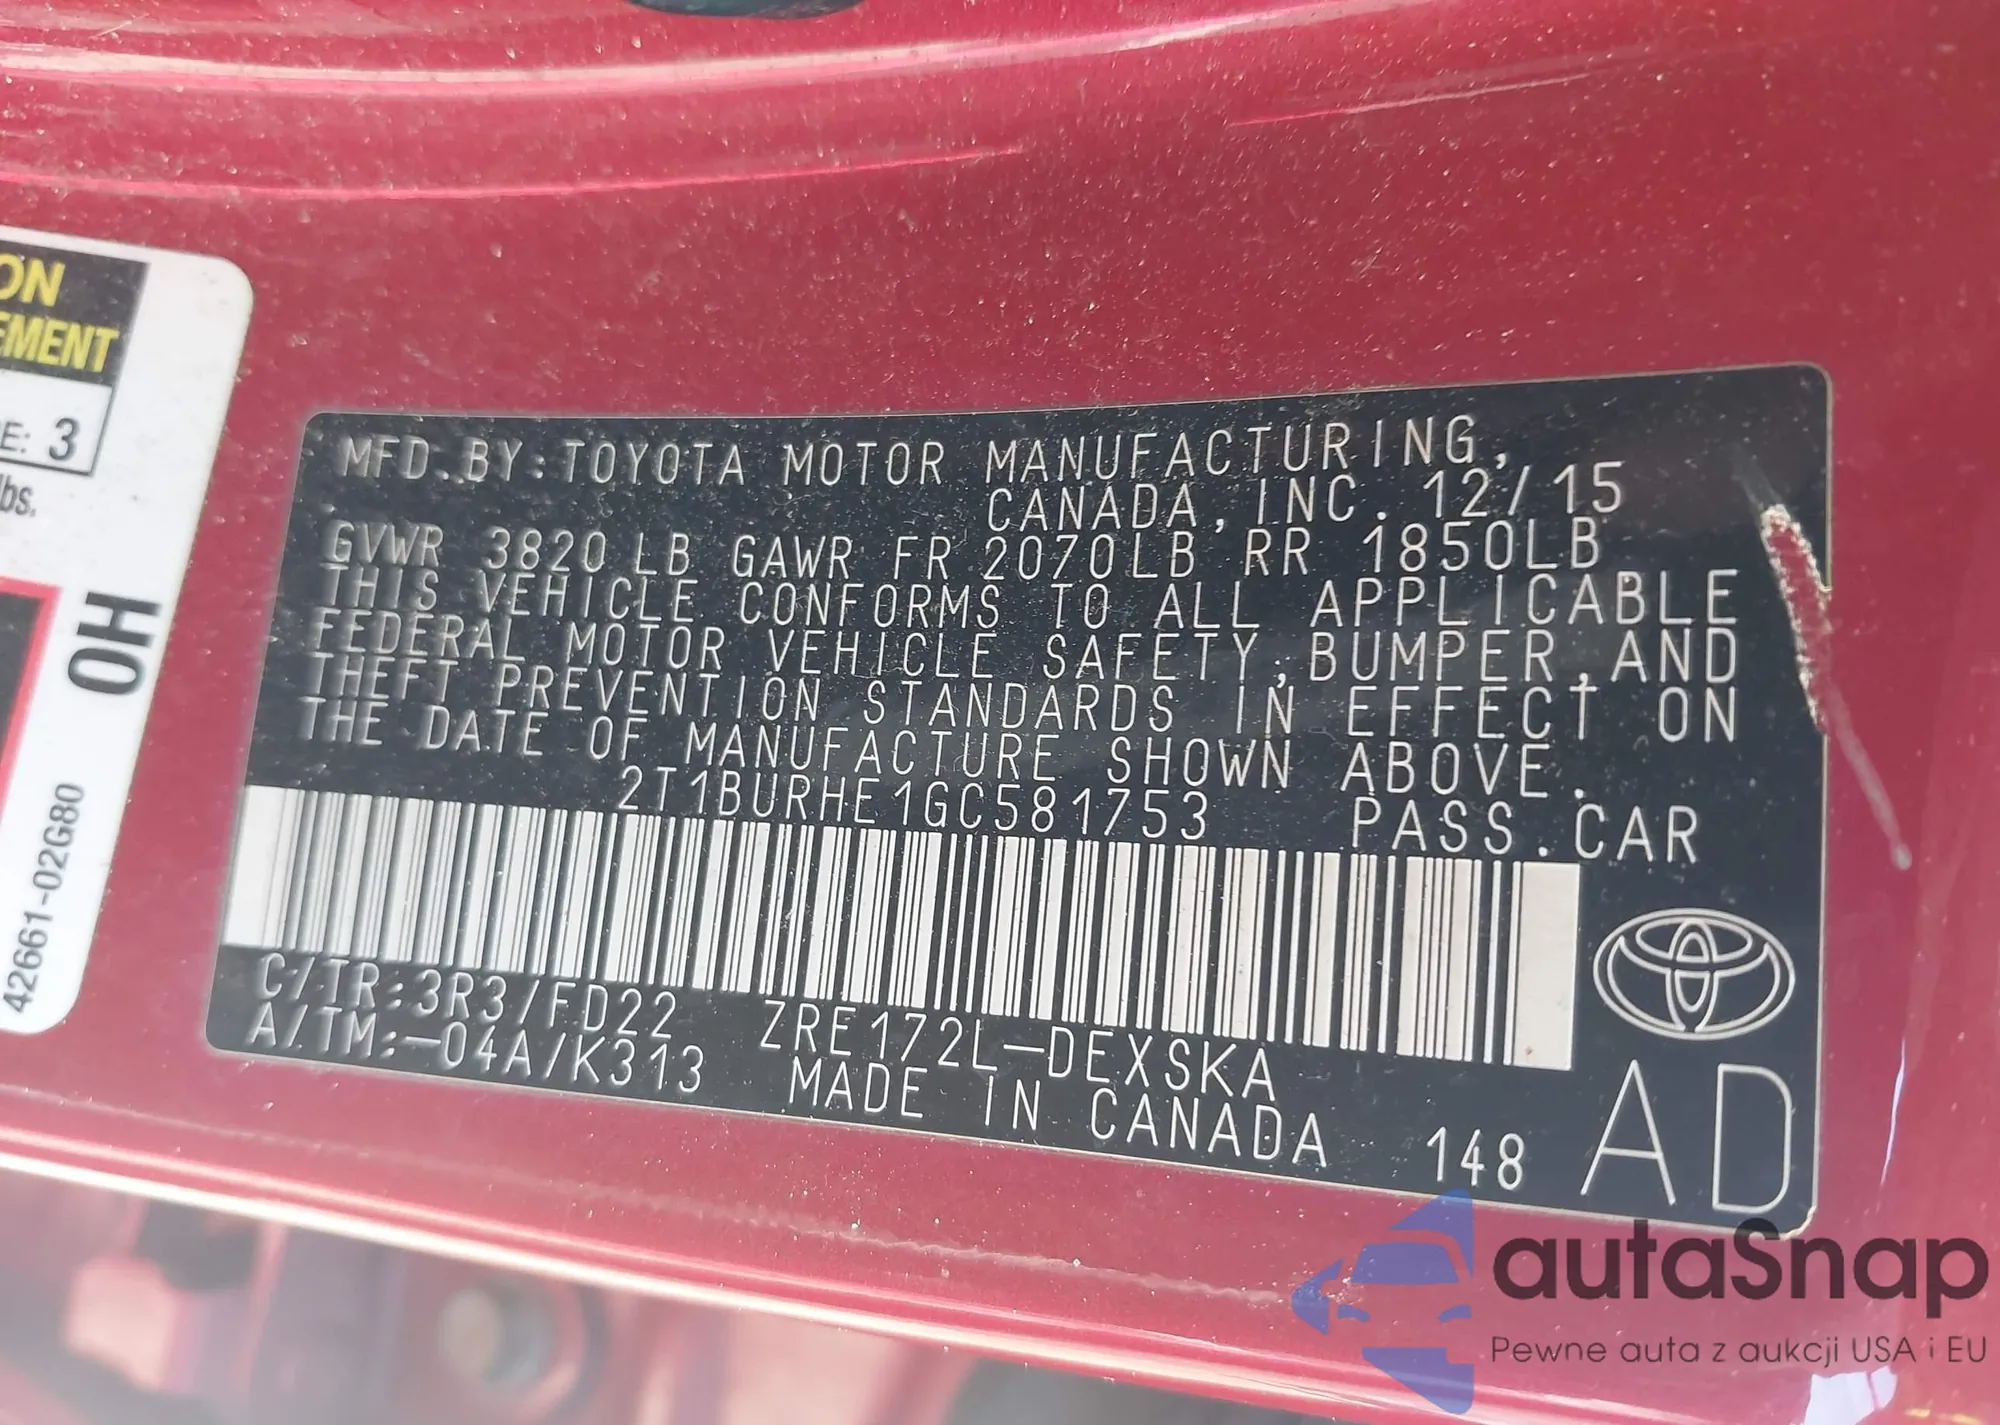 ON
EMENT
E: 3
lbs.
OH
42661-02G80
MFD.BY:TOYOTA MOTOR MANUFACTURING,
CANADA,INC. 12/15
GVWR 3820 LB GAWR FR 2070LB RR 1850LB
THIS VEHICLE CONFORMS TO ALL APPLICABLE
FEDERAL MOTOR VEHICLE SAFETY,BUMPER,AND
THEFT PREVENTION STANDARDS IN EFFECT ON
THE DATE OF MANUFACTURE SHOWN ABOVE.
2T1BURHE1GC581753 PASS.CAR
C/TR:3R3/FD22 ZRE172L-DEXSKA
A/TM:-04A/K313 MADE IN CANADA 148 AD
autaSnap
Pewne auta z aukcji USA i EU